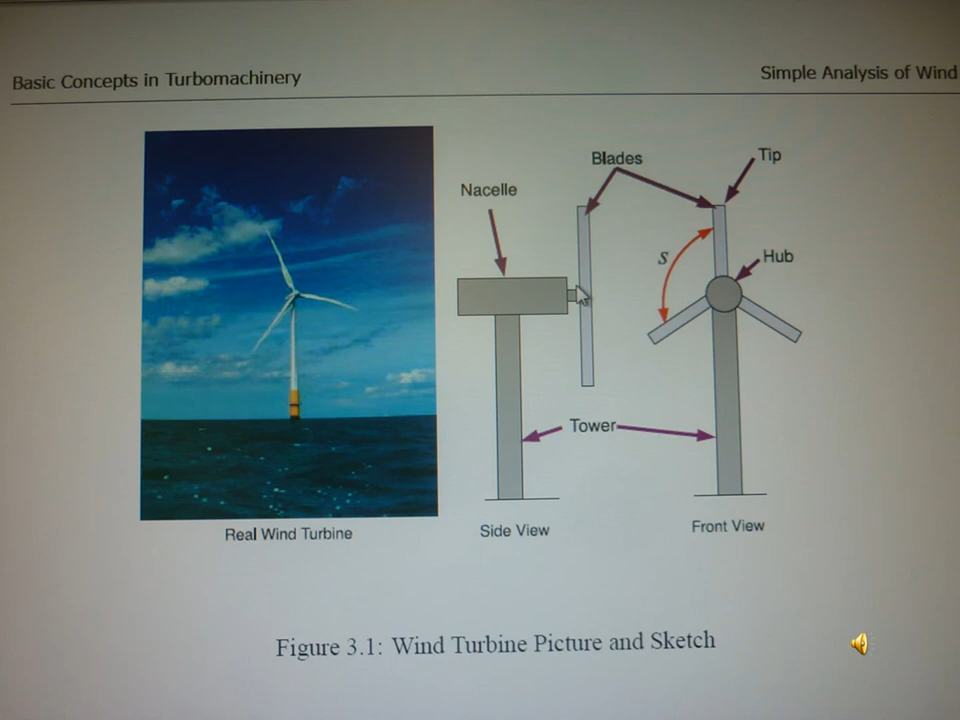 Basic Concepts in Turbomachinery
Simple Analysis of Wind
Blades
Tip
Nacelle
S
Hub
Tower
Real Wind Turbine
Side View
Front View
Figure 3.1: Wind Turbine Picture and Sketch